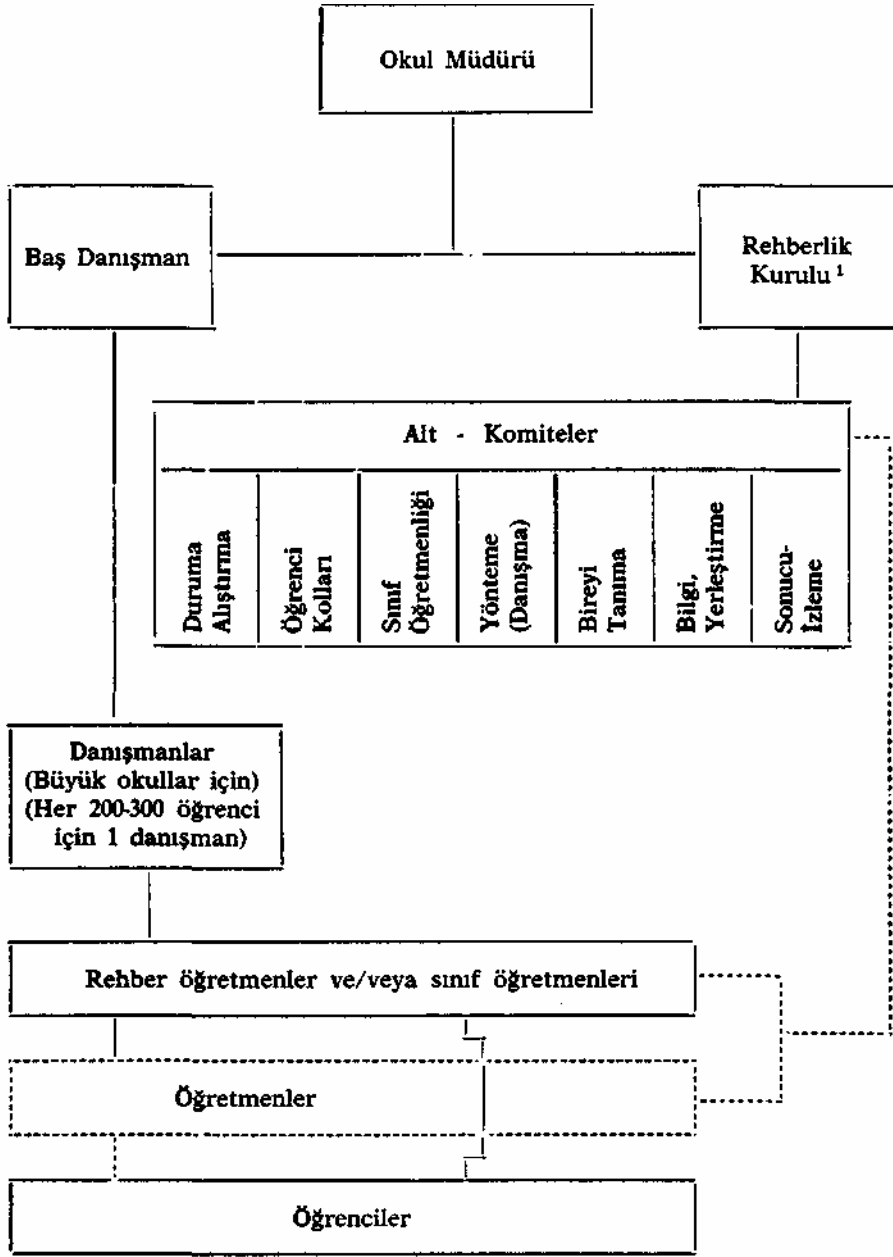 Okul Müdürü
Baş Danışman
Rehberlik
Kurulu ¹
Alt - Komiteler
Duruma
Alıştırma
Öğrenci
Kolları
Sınıf
Öğretmenliği
Yönteme
(Danışma)
Bireyi
Tanıma
Bilgi,
Yerleştirme
Sonucu-
İzleme
Danışmanlar
(Büyük okullar için)
(Her 200-300 öğrenci
için 1 danışman)
Rehber öğretmenler ve/veya sınıf öğretmenleri
Öğretmenler
Öğrenciler